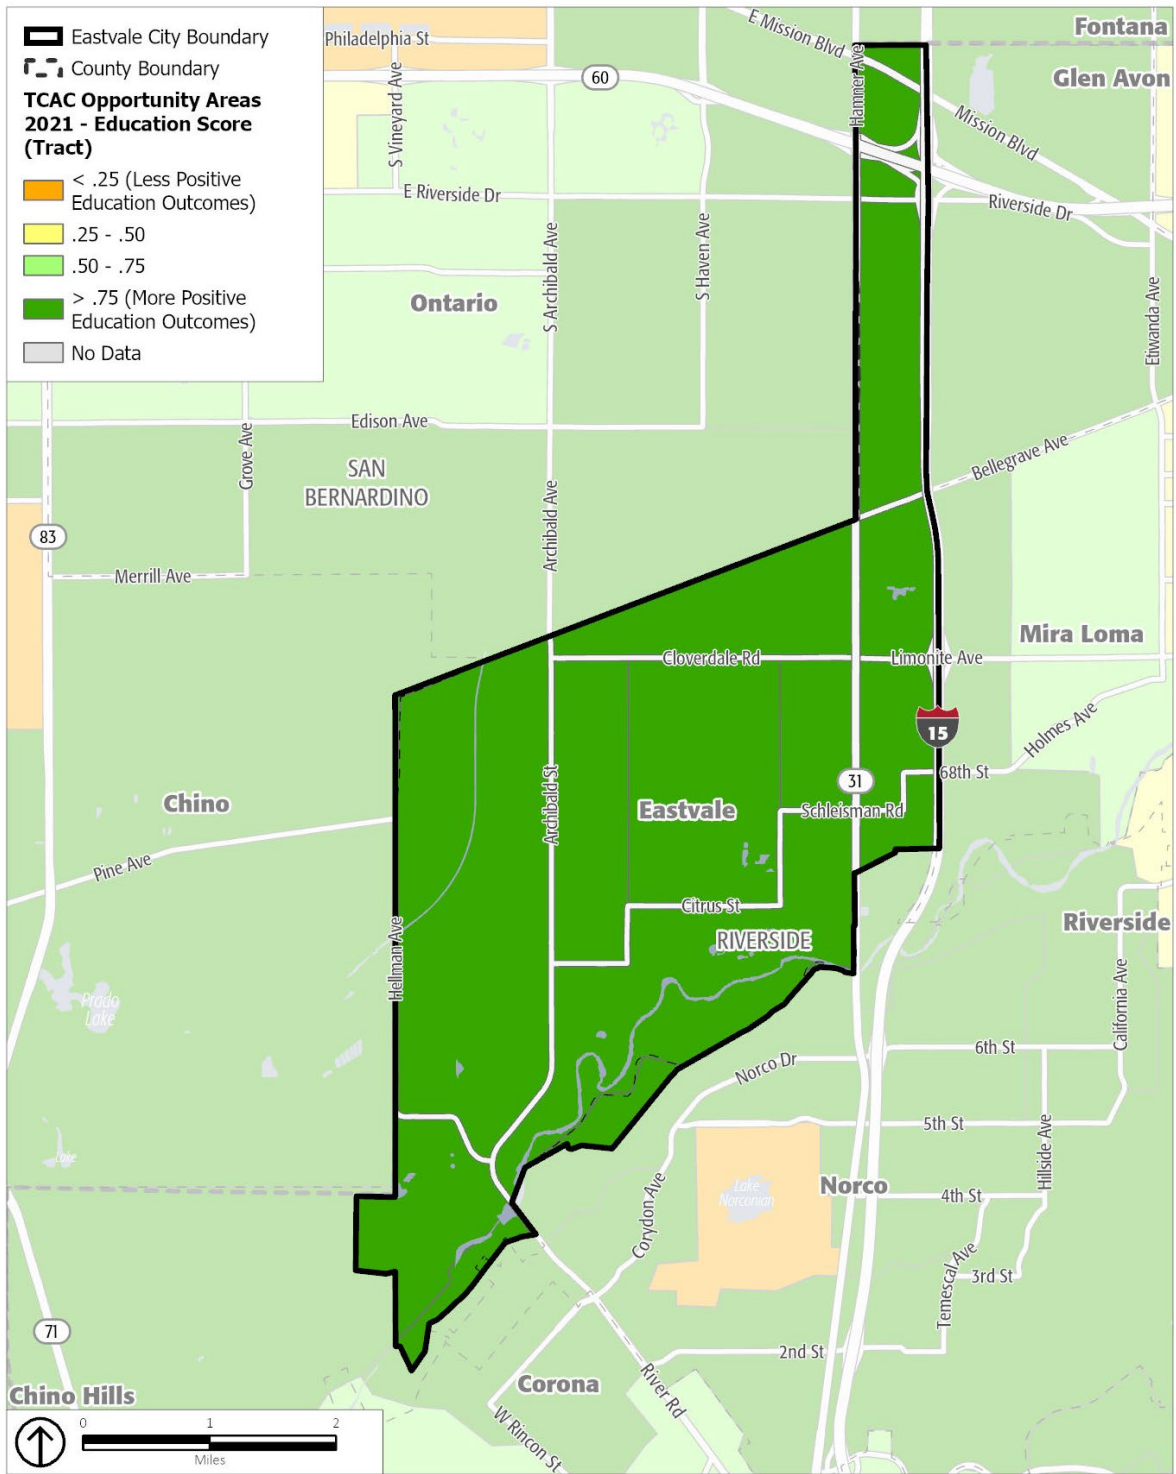 Eastvale City Boundary
County Boundary
TCAC Opportunity Areas
2021 - Education Score
(Tract)
< .25 (Less Positive
Education Outcomes)
.25 - .50
.50 - .75
> .75 (More Positive
Education Outcomes)
No Data
Philadelphia St
E Mission Blvd
Fontana
Glen Avon
60
S Vineyard Ave
Hamner Ave
Mission Blvd
E Riverside Dr
Riverside Dr
S Archibald Ave
S Haven Ave
Ontario
Etiwanda Ave
Edison Ave
Grove Ave
SAN
BERNARDINO
Bellegrave Ave
Archibald Ave
83
Merrill Ave
Mira Loma
Cloverdale Rd
Limonite Ave
15
Holmes Ave
68th St
31
Chino
Archibald St
Eastvale
Schleisman Rd
Pine Ave
Citrus St
RIVERSIDE
Riverside
Hellman Ave
Prado
Lake
California Ave
6th St
Norco Dr
5th St
Hillside Ave
Lake
Lake
Norconian
Norco
4th St
Corydon Ave
Temescal Ave
3rd St
71
2nd St
River Rd
Corona
Chino Hills
W Rincon St
0 1 2
Miles